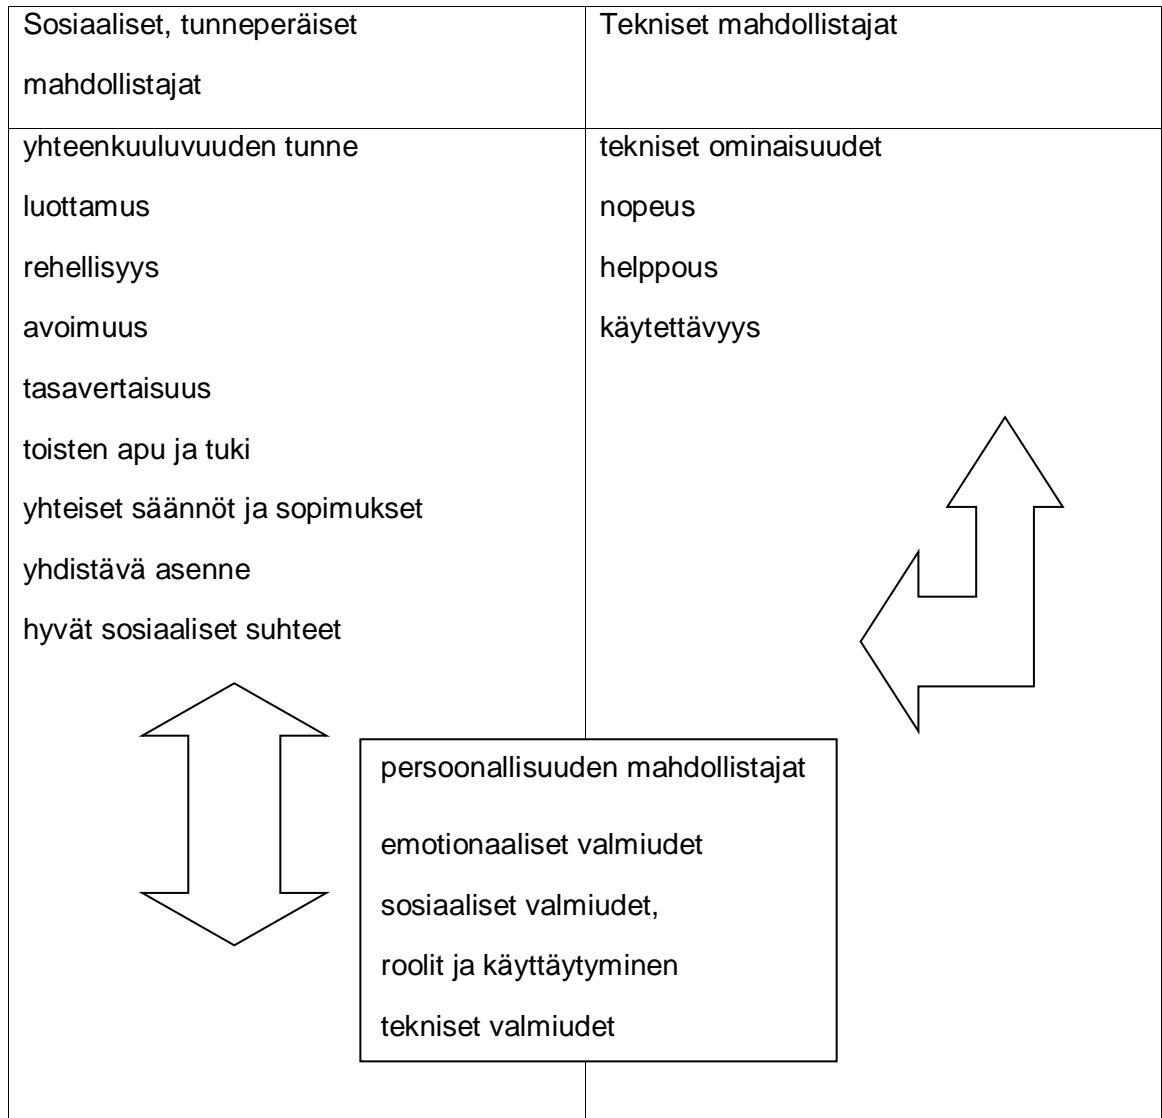 Sosiaaliset, tunneperäiset
mahdollistajat
Tekniset mahdollistajat
yhteenkuuluvuuden tunne
luottamus
rehellisyys
avoimuus
tasavertaisuus
toisten apu ja tuki
yhteiset säännöt ja sopimukset
yhdistävä asenne
hyvät sosiaaliset suhteet
tekniset ominaisuudet
nopeus
helppous
käytettävyys
persoonallisuuden mahdollistajat
emotionaaliset valmiudet
sosiaaliset valmiudet,
roolit ja käyttäytyminen
tekniset valmiudet